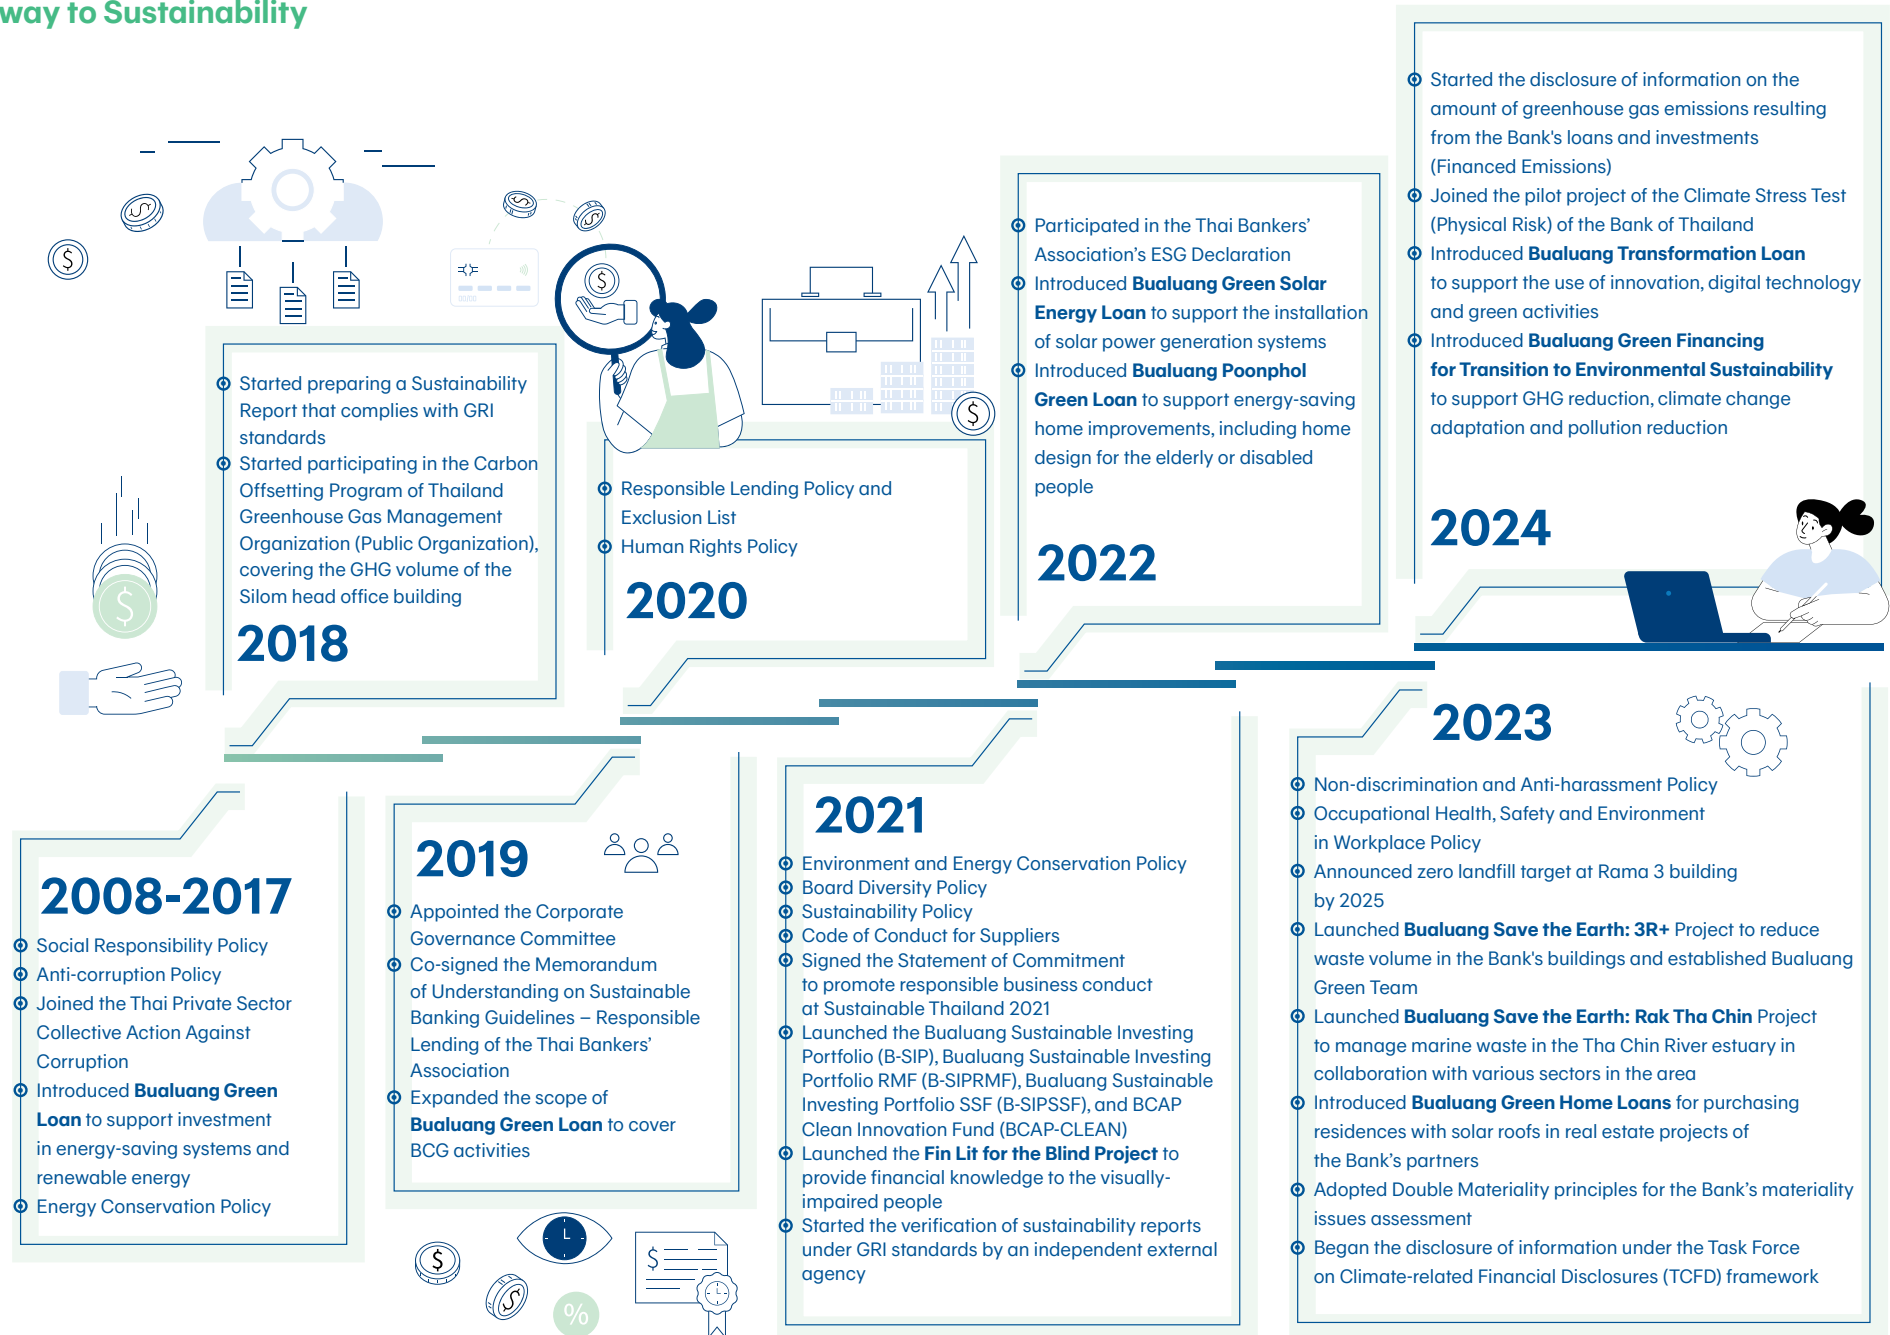 way to Sustainability
Started preparing a Sustainability
Report that complies with GRI
standards
Started participating in the Carbon
Offsetting Program of Thailand
Greenhouse Gas Management
Organization (Public Organization),
covering the GHG volume of the
Silom head office building
2018
Responsible Lending Policy and
Exclusion List
Human Rights Policy
2020
Participated in the Thai Bankers’
Association’s ESG Declaration
Introduced Bualuang Green Solar
Energy Loan to support the installation
of solar power generation systems
Introduced Bualuang Poonphol
Green Loan to support energy-saving
home improvements, including home
design for the elderly or disabled
people
2022
Started the disclosure of information on the
amount of greenhouse gas emissions resulting
from the Bank's loans and investments
(Financed Emissions)
Joined the pilot project of the Climate Stress Test
(Physical Risk) of the Bank of Thailand
Introduced Bualuang Transformation Loan
to support the use of innovation, digital technology
and green activities
Introduced Bualuang Green Financing
for Transition to Environmental Sustainability
to support GHG reduction, climate change
adaptation and pollution reduction
2024
2008-2017
Social Responsibility Policy
Anti-corruption Policy
Joined the Thai Private Sector
Collective Action Against
Corruption
Introduced Bualuang Green
Loan to support investment
in energy-saving systems and
renewable energy
Energy Conservation Policy
2019
Appointed the Corporate
Governance Committee
Co-signed the Memorandum
of Understanding on Sustainable
Banking Guidelines – Responsible
Lending of the Thai Bankers’
Association
Expanded the scope of
Bualuang Green Loan to cover
BCG activities
2021
Environment and Energy Conservation Policy
Board Diversity Policy
Sustainability Policy
Code of Conduct for Suppliers
Signed the Statement of Commitment
to promote responsible business conduct
at Sustainable Thailand 2021
Launched the Bualuang Sustainable Investing
Portfolio (B-SIP), Bualuang Sustainable Investing
Portfolio RMF (B-SIPRMF), Bualuang Sustainable
Investing Portfolio SSF (B-SIPSSF), and BCAP
Clean Innovation Fund (BCAP-CLEAN)
Launched the Fin Lit for the Blind Project to
provide financial knowledge to the visually-
impaired people
Started the verification of sustainability reports
under GRI standards by an independent external
agency
2023
Non-discrimination and Anti-harassment Policy
Occupational Health, Safety and Environment
in Workplace Policy
Announced zero landfill target at Rama 3 building
by 2025
Launched Bualuang Save the Earth: 3R+ Project to reduce
waste volume in the Bank's buildings and established Bualuang
Green Team
Launched Bualuang Save the Earth: Rak Tha Chin Project
to manage marine waste in the Tha Chin River estuary in
collaboration with various sectors in the area
Introduced Bualuang Green Home Loans for purchasing
residences with solar roofs in real estate projects of
the Bank’s partners
Adopted Double Materiality principles for the Bank’s materiality
issues assessment
Began the disclosure of information under the Task Force
on Climate-related Financial Disclosures (TCFD) framework